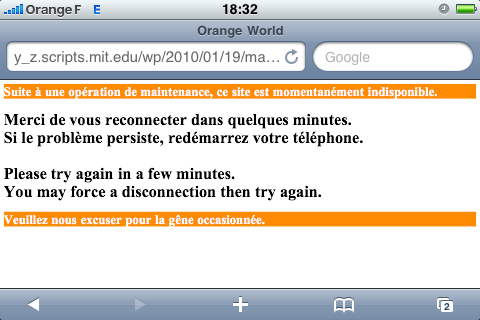 Orange F E 18:32
Orange World
y_z.scripts.mit.edu/wp/2010/01/19/ma... Google
Suite à une opération de maintenance, ce site est momentanément indisponible.
Merci de vous reconnecter dans quelques minutes.
Si le problème persiste, redémarrez votre téléphone.
Please try again in a few minutes.
You may force a disconnection then try again.
Veuillez nous excuser pour la gêne occasionnée.
2